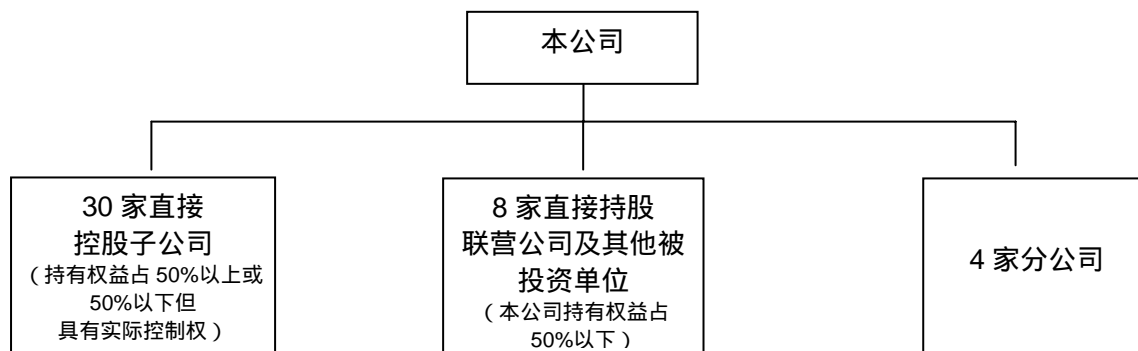 本公司
30 家直接
控股子公司
（持有权益占 50%以上或
50%以下但
具有实际控制权）
8 家直接持股
联营公司及其他被
投资单位
（本公司持有权益占
50%以下）
4 家分公司